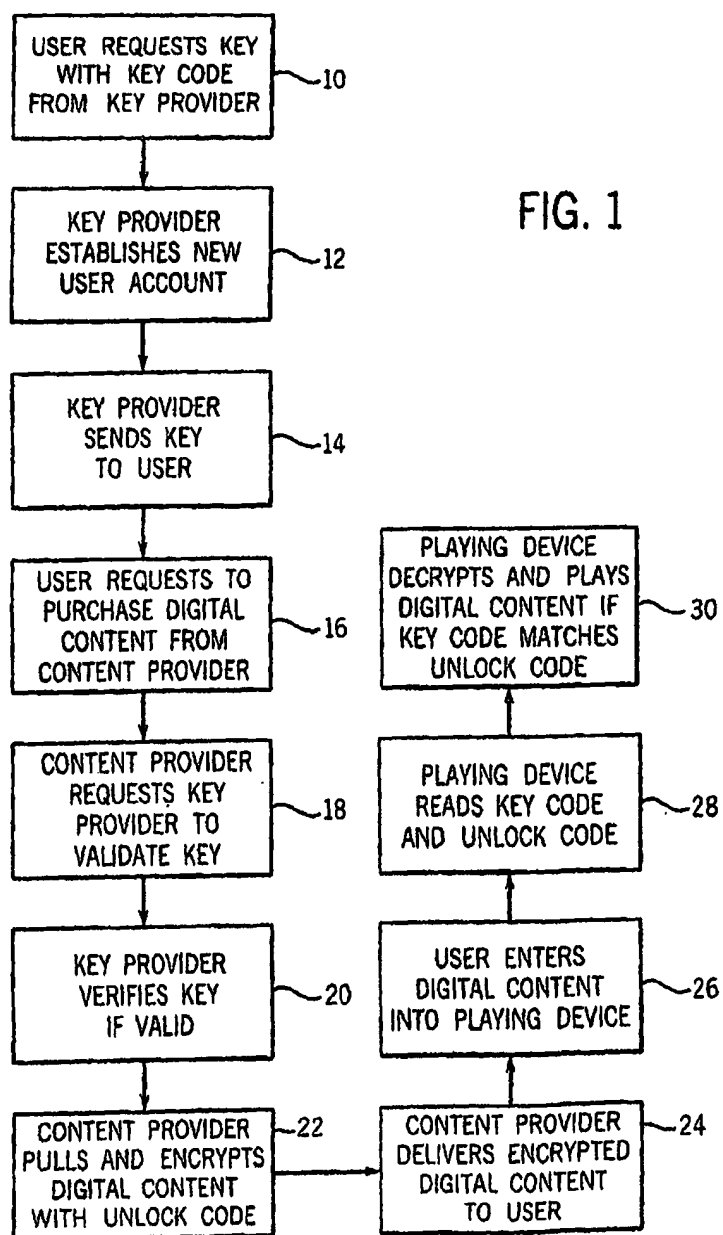 USER REQUESTS KEY
WITH KEY CODE
FROM KEY PROVIDER
10
KEY PROVIDER
ESTABLISHES NEW
USER ACCOUNT
12
FIG. 1
KEY PROVIDER
SENDS KEY
TO USER
14
USER REQUESTS TO
PURCHASE DIGITAL
CONTENT FROM
CONTENT PROVIDER
16
CONTENT PROVIDER
REQUESTS KEY
PROVIDER TO
VALIDATE KEY
18
KEY PROVIDER
VERIFIES KEY
IF VALID
20
CONTENT PROVIDER
PULLS AND ENCRYPTS
DIGITAL CONTENT
WITH UNLOCK CODE
22
CONTENT PROVIDER
DELIVERS ENCRYPTED
DIGITAL CONTENT
TO USER
24
USER ENTERS
DIGITAL CONTENT
INTO PLAYING DEVICE
26
PLAYING DEVICE
READS KEY CODE
AND UNLOCK CODE
28
PLAYING DEVICE
DECRYPTS AND PLAYS
DIGITAL CONTENT IF
KEY CODE MATCHES
UNLOCK CODE
30